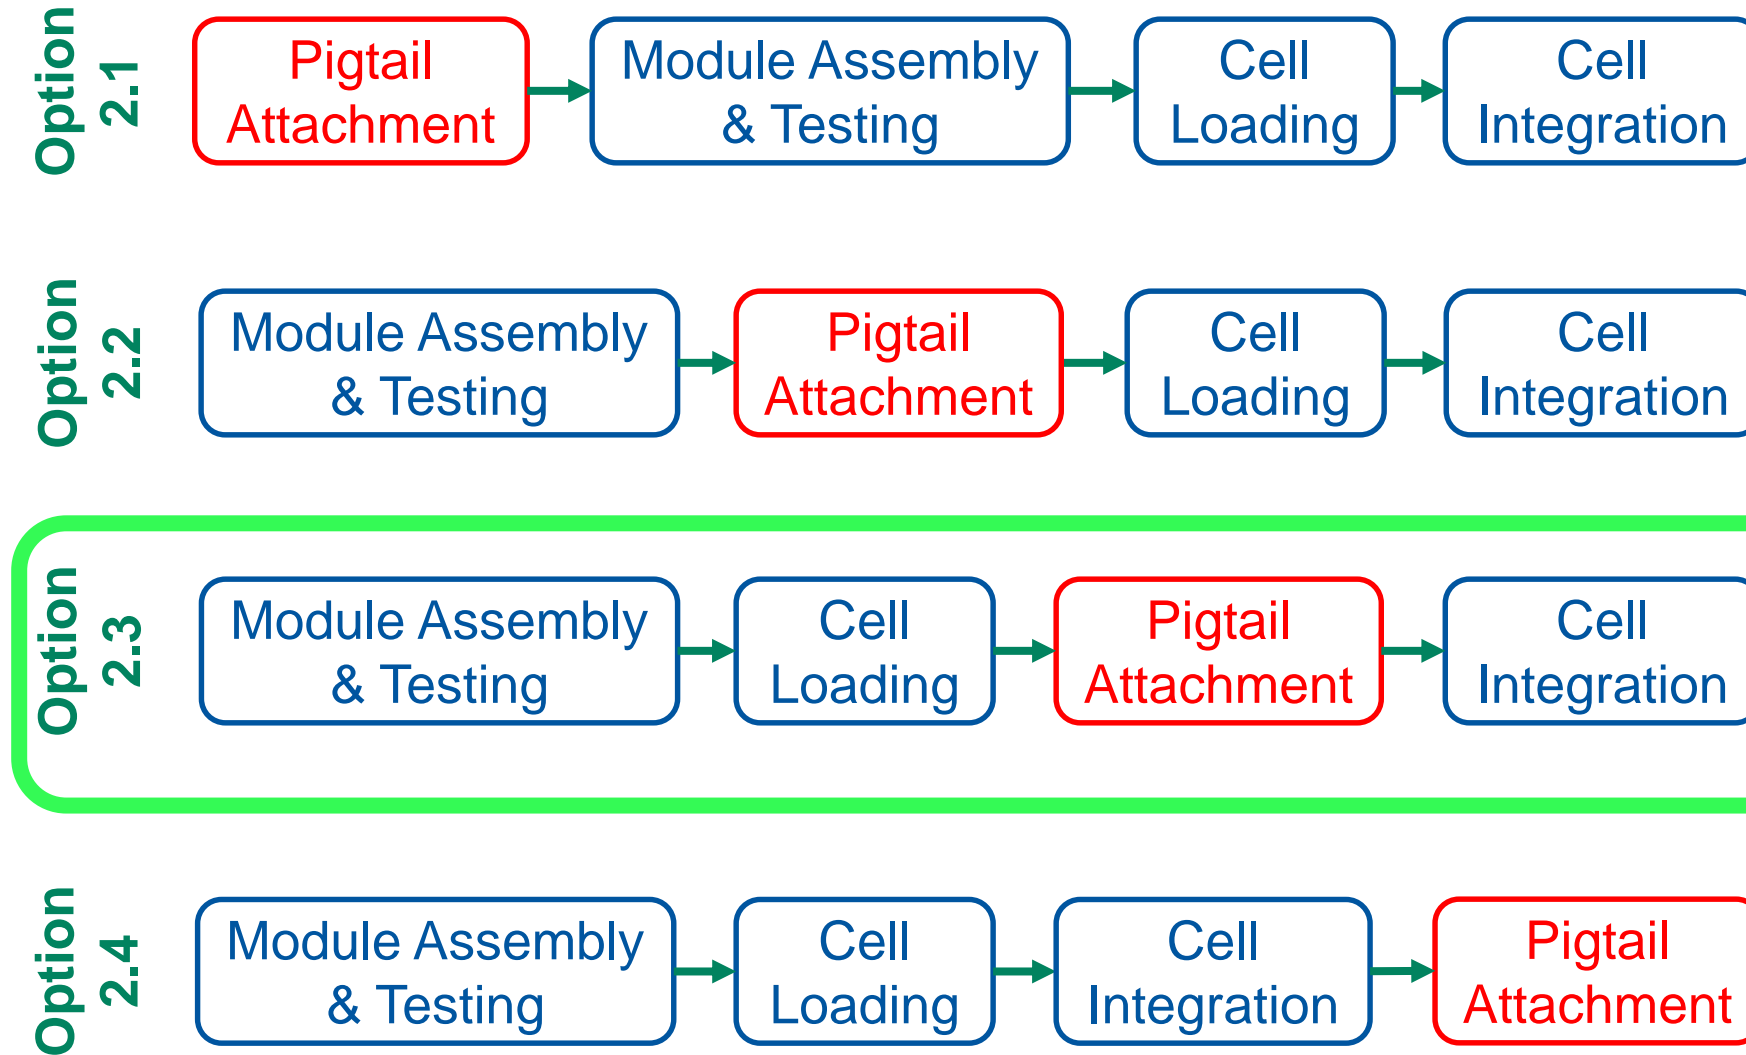 Option
2.1
Pigtail
Attachment
Module Assembly
& Testing
Cell
Loading
Cell
Integration
Option
2.2
Module Assembly
& Testing
Pigtail
Attachment
Cell
Loading
Cell
Integration
Option
2.3
Module Assembly
& Testing
Cell
Loading
Pigtail
Attachment
Cell
Integration
Option
2.4
Module Assembly
& Testing
Cell
Loading
Cell
Integration
Pigtail
Attachment